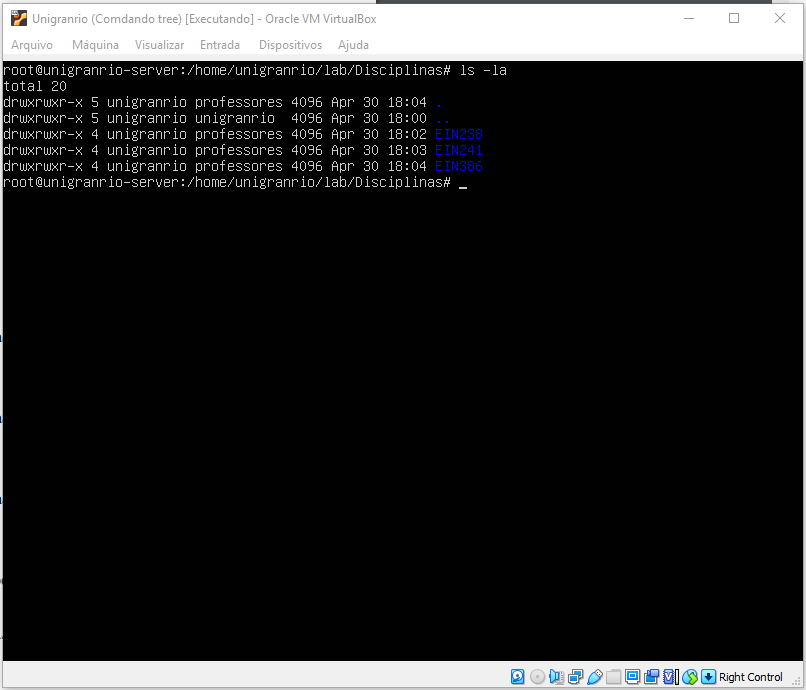 Unigranrio (Comdando tree) [Executando] - Oracle VM VirtualBox
Arquivo Máquina Visualizar Entrada Dispositivos Ajuda
root@unigranrio-server:/home/unigranrio/lab/Disciplinas# ls -la
total 20
drwxrwxr-x 5 unigranrio professores 4096 Apr 30 18:04 .
drwxrwxr-x 5 unigranrio unigranrio  4096 Apr 30 18:00 ..
drwxrwxr-x 4 unigranrio professores 4096 Apr 30 18:02 EIN230
drwxrwxr-x 4 unigranrio professores 4096 Apr 30 18:03 EIN241
drwxrwxr-x 4 unigranrio professores 4096 Apr 30 18:04 EIN386
root@unigranrio-server:/home/unigranrio/lab/Disciplinas# _
Right Control